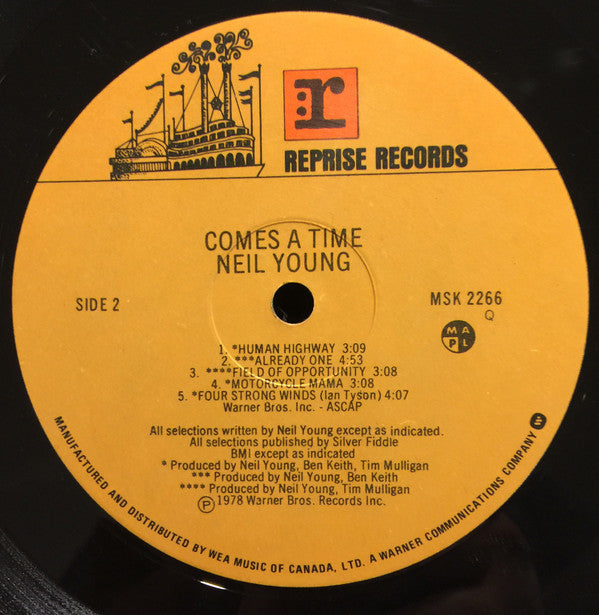 :r
REPRISE RECORDS
COMES A TIME
NEIL YOUNG
SIDE 2
MSK 2266
Q
M A
P L
1. *HUMAN HIGHWAY 3:09
2. ***ALREADY ONE 4:53
3. ****FIELD OF OPPORTUNITY 3:08
4. *MOTORCYCLE MAMA 3:08
5. *FOUR STRONG WINDS (Ian Tyson) 4:07
Warner Bros. Inc. - ASCAP
All selections written by Neil Young except as indicated.
All selections published by Silver Fiddle
BMI except as indicated
* Produced by Neil Young, Ben Keith, Tim Mulligan
*** Produced by Neil Young, Ben Keith
**** Produced by Neil Young, Tim Mulligan
Ⓟ 1978 Warner Bros. Records Inc.
MANUFACTURED AND DISTRIBUTED BY WEA MUSIC OF CANADA, LTD. A WARNER COMMUNICATIONS COMPANY